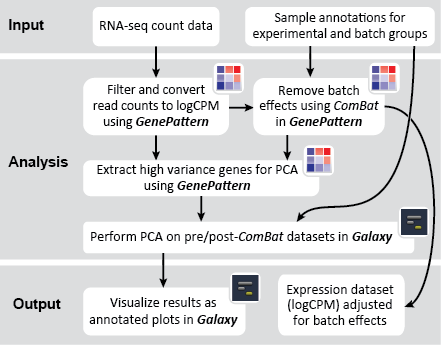 Input
RNA-seq count data
Sample annotations for
experimental and batch groups
Analysis
Filter and convert
read counts to logCPM
using GenePattern
Remove batch
effects using ComBat
in GenePattern
Extract high variance genes for PCA
using GenePattern
Perform PCA on pre/post-ComBat datasets in Galaxy
Output
Visualize results as
annotated plots in Galaxy
Expression dataset
(logCPM) adjusted
for batch effects